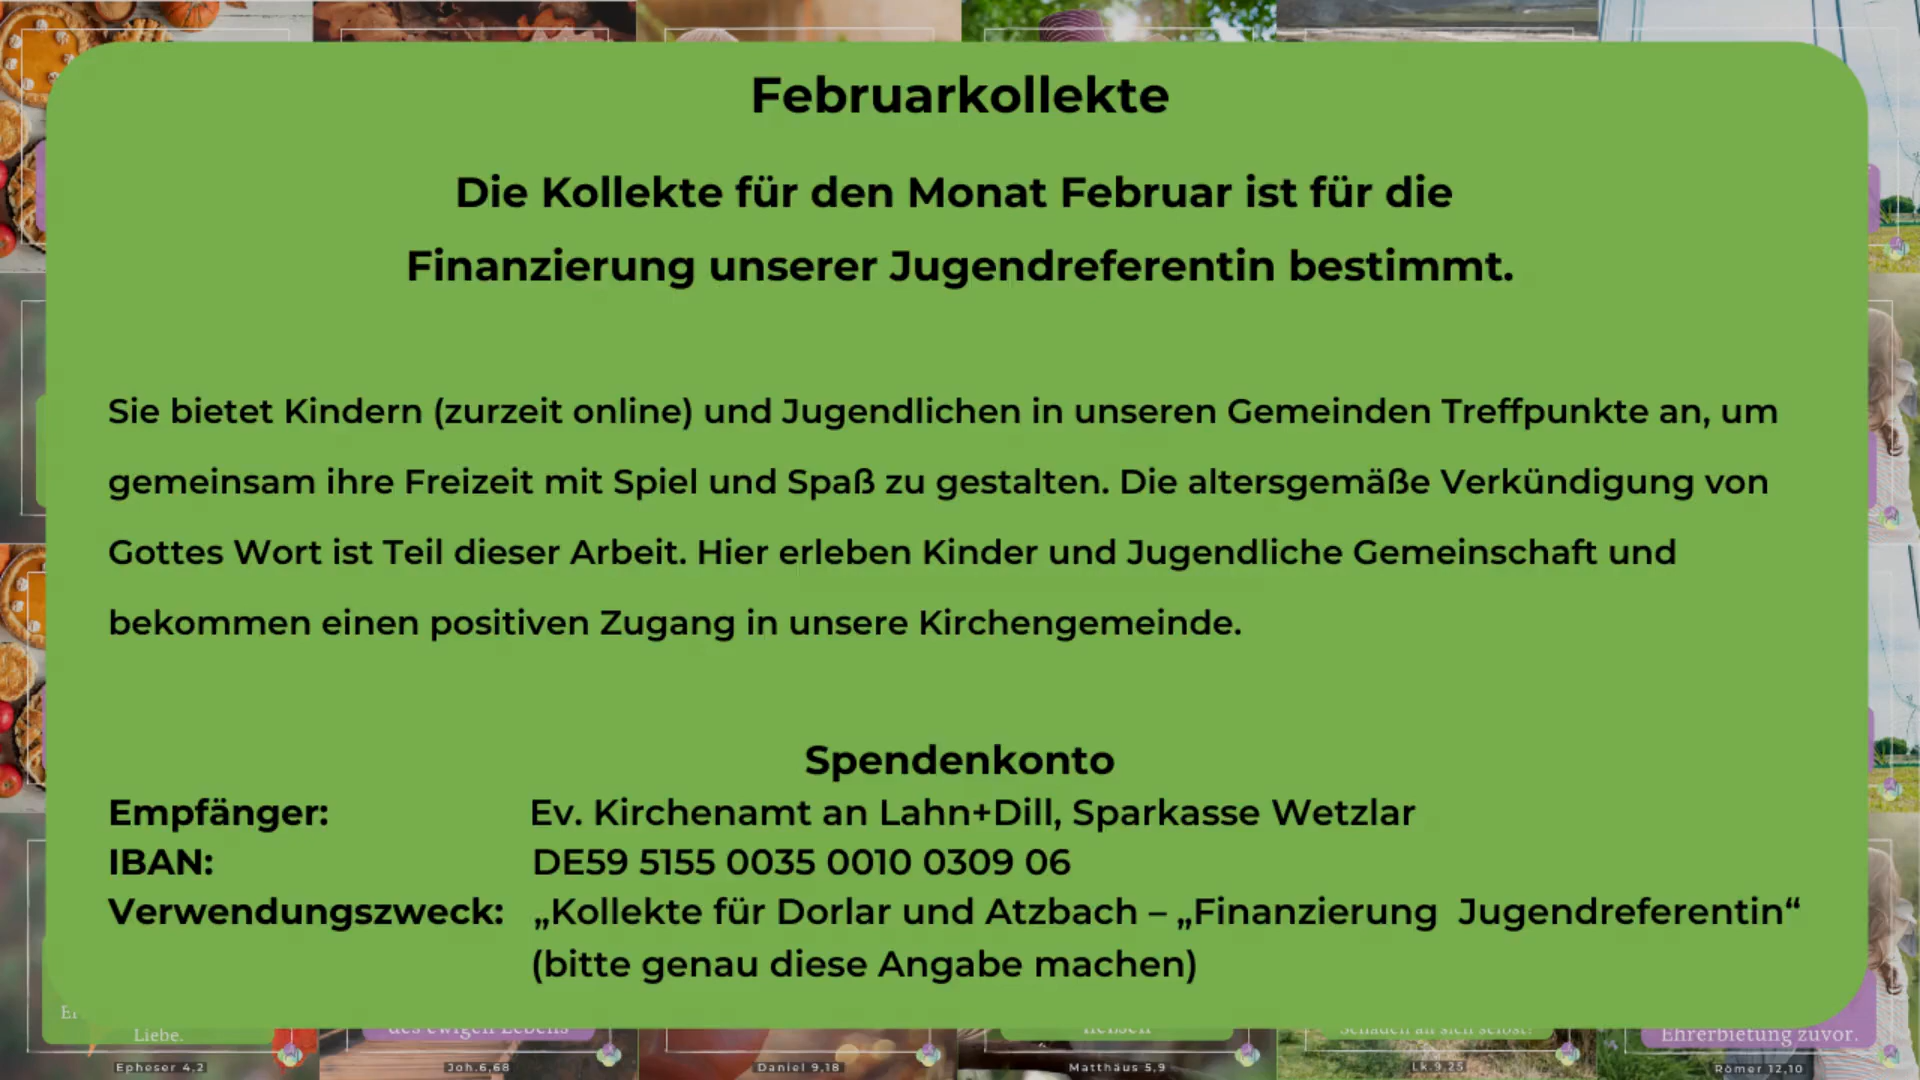 Februarkollekte
Die Kollekte für den Monat Februar ist für die
Finanzierung unserer Jugendreferentin bestimmt.
Sie bietet Kindern (zurzeit online) und Jugendlichen in unseren Gemeinden Treffpunkte an, um
gemeinsam ihre Freizeit mit Spiel und Spaß zu gestalten. Die altersgemäße Verkündigung von
Gottes Wort ist Teil dieser Arbeit. Hier erleben Kinder und Jugendliche Gemeinschaft und
bekommen einen positiven Zugang in unsere Kirchengemeinde.
Spendenkonto
Empfänger: Ev. Kirchenamt an Lahn+Dill, Sparkasse Wetzlar
IBAN: DE59 5155 0035 0010 0309 06
Verwendungszweck: „Kollekte für Dorlar und Atzbach – „Finanzierung Jugendreferentin“
(bitte genau diese Angabe machen)
Liebe.
des ewigen Lebens
Ehrerbietung zuvor.
Epheser 4,2
Joh.6,68
Daniel 9,18
Matthäus 5,9
Lk.9,25
Römer 12,10